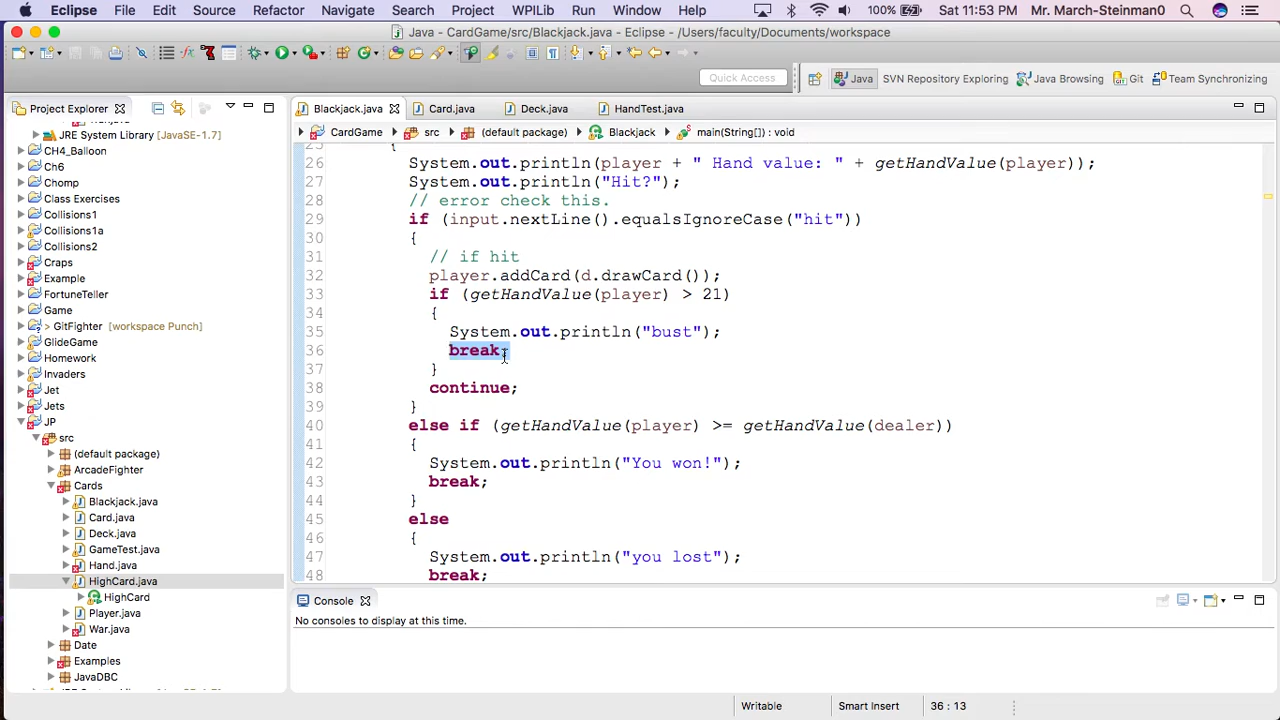 Eclipse File Edit Source Refactor Navigate Search Project WPILib Run Window Help 100% Sat 11:53 PM Mr. March-Steinman0
Java - CardGame/src/Blackjack.java - Eclipse - /Users/faculty/Documents/workspace
Quick Access Java SVN Repository Exploring Java Browsing Git Team Synchronizing
Project Explorer
JRE System Library [JavaSE-1.7]
CH4_Balloon
Ch6
Chomp
Class Exercises
Collisions1
Collisions1a
Collisions2
Craps
Example
FortuneTeller
Game
> GitFighter [workspace Punch]
GlideGame
Homework
Invaders
Jet
Jets
JP
src
(default package)
ArcadeFighter
Cards
Blackjack.java
Card.java
Deck.java
GameTest.java
Hand.java
HighCard.java
HighCard
Player.java
War.java
Date
Examples
JavaDBC
Blackjack.java Card.java Deck.java HandTest.java
CardGame src (default package) Blackjack main(String[]) : void
25 {
26 System.out.println(player + " Hand value: " + getHandValue(player));
27 System.out.println("Hit?");
28 // error check this.
29 if (input.nextLine().equalsIgnoreCase("hit"))
30 {
31 // if hit
32 player.addCard(d.drawCard());
33 if (getHandValue(player) > 21)
34 {
35 System.out.println("bust");
36 break;
37 }
38 continue;
39 }
40 else if (getHandValue(player) >= getHandValue(dealer))
41 {
42 System.out.println("You won!");
43 break;
44 }
45 else
46 {
47 System.out.println("you lost");
48 break;
Console
No consoles to display at this time.
Writable Smart Insert 36 : 13